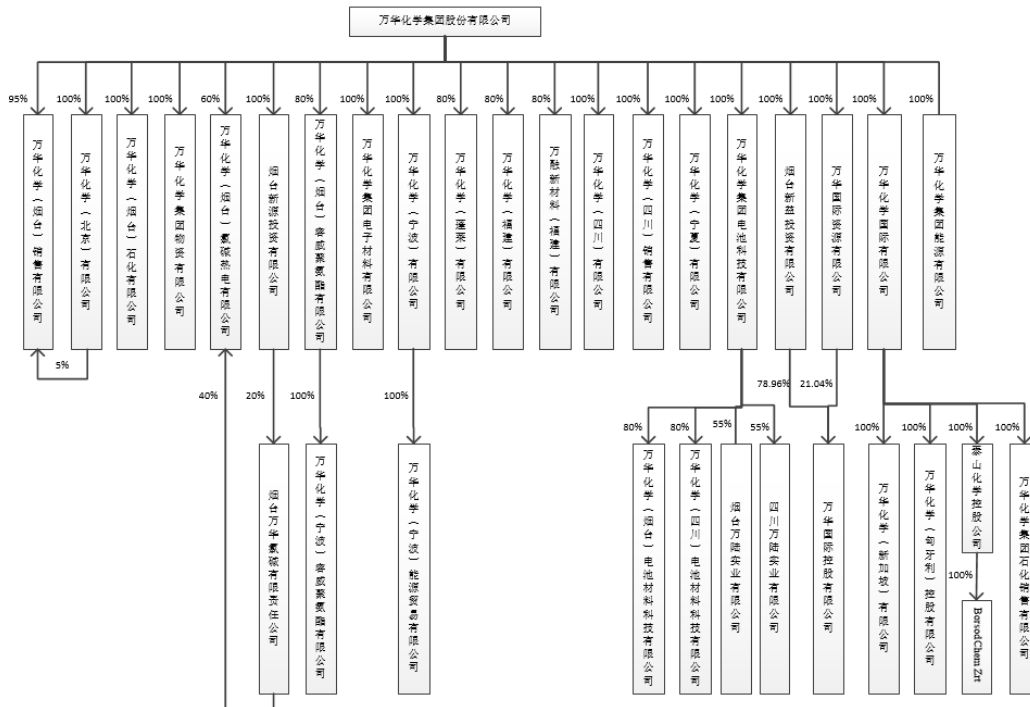 万华化学集团股份有限公司
95%
100%
100%
100%
60%
100%
80%
100%
100%
80%
80%
80%
100%
100%
100%
100%
100%
100%
100%
100%
万华化学（烟台）销售有限公司
万华化学（北京）有限公司
万华化学（烟台）石化有限公司
万华化学集团物资有限公司
万华化学（烟台）氯碱热电有限公司
烟台新源投资有限公司
万华化学（烟台）容威聚氨酯有限公司
万华化学集团电子材料有限公司
万华化学（宁波）有限公司
万华化学（蓬莱）有限公司
万华化学（福建）有限公司
万融新材料（福建）有限公司
万华化学（四川）有限公司
万华化学（四川）销售有限公司
万华化学（宁夏）有限公司
万华化学集团电池科技有限公司
烟台新益投资有限公司
万华国际资源有限公司
万华化学国际有限公司
万华化学集团能源有限公司
5%
40%
20%
100%
100%
78.96%
21.04%
80%
80%
55%
55%
100%
100%
100%
100%
烟台万华氯碱有限责任公司
万华化学（宁波）容威聚氨酯有限公司
万华化学（宁波）能源贸易有限公司
万华化学（烟台）电池材料科技有限公司
万华化学（四川）电池材料科技有限公司
烟台万陆实业有限公司
四川万陆实业有限公司
万华国际控股有限公司
万华化学（新加坡）有限公司
万华化学（匈牙利）控股有限公司
泰山化学控股公司
万华化学集团石化销售有限公司
100%
BorsodChem Zrt